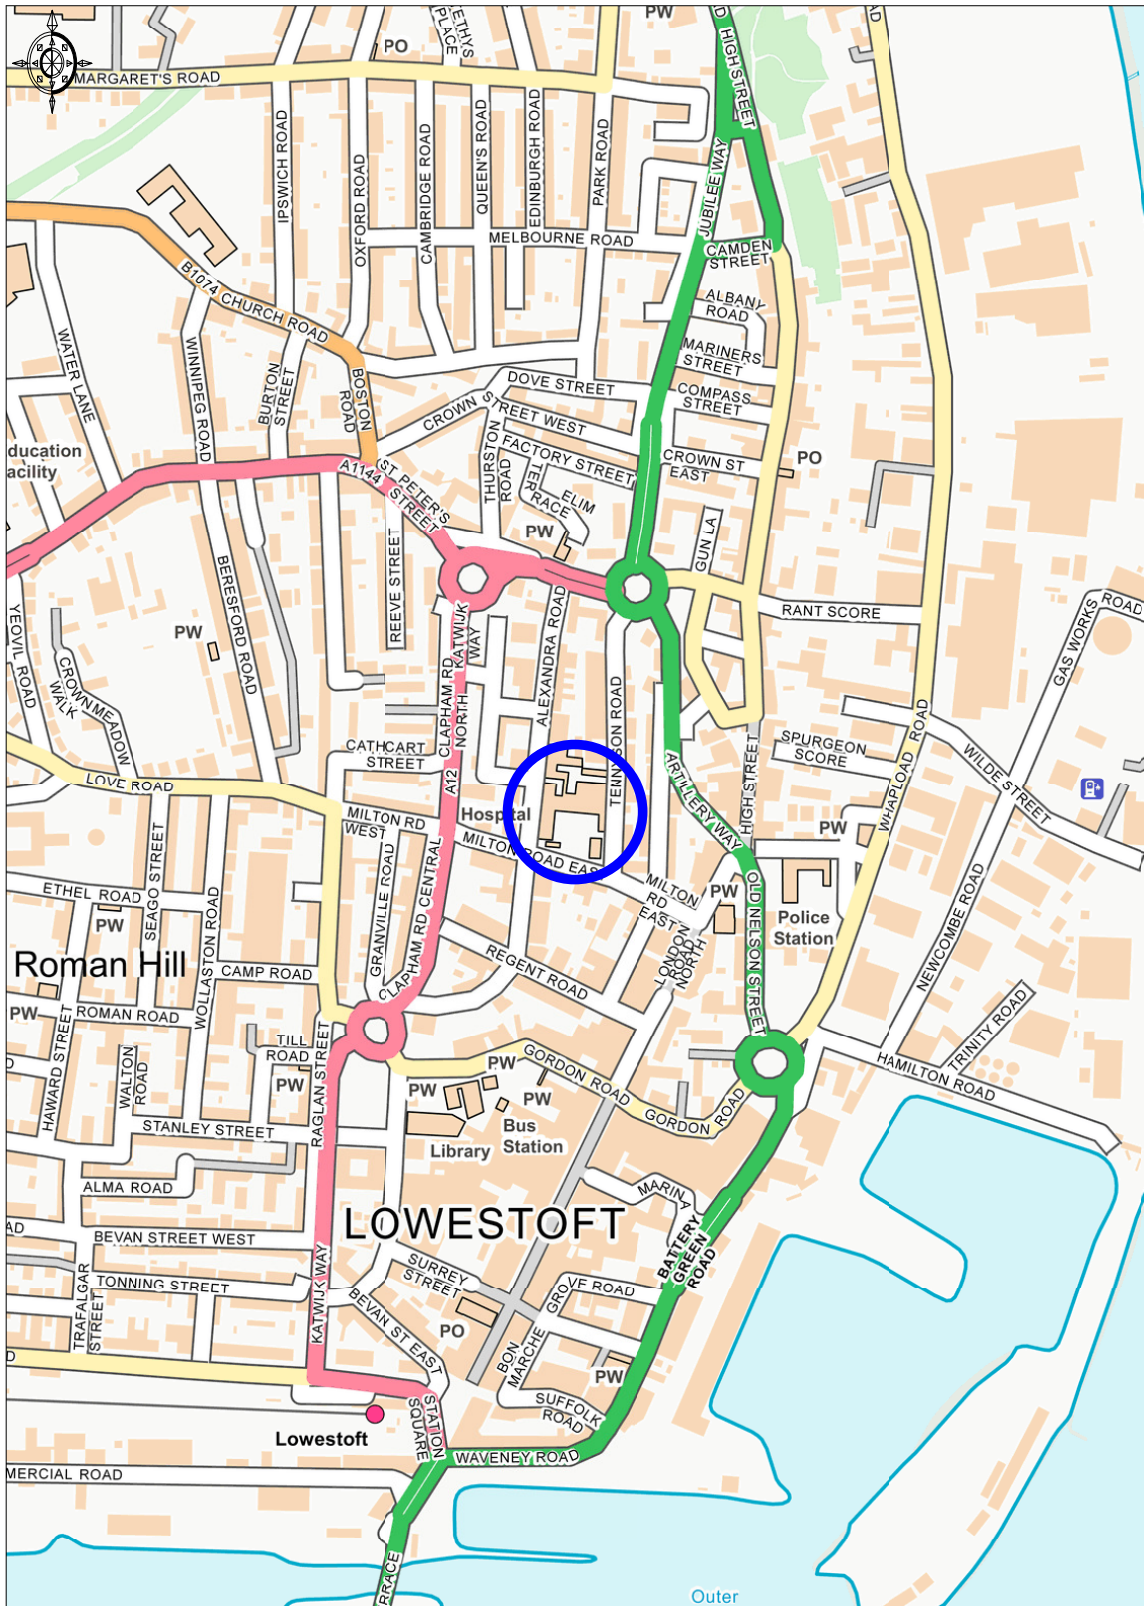 PW
HIGH STREET
PO
ETHYS
PLACE
MARGARET'S ROAD
IPSWICH ROAD
OXFORD ROAD
CAMBRIDGE ROAD
QUEEN'S ROAD
EDINBURGH ROAD
PARK ROAD
JUBILEE WAY
MELBOURNE ROAD
CAMDEN
STREET
B1074 CHURCH ROAD
ALBANY
ROAD
WATER LANE
WINNIPEG ROAD
BURTON
STREET
BOSTON
ROAD
MARINERS
STREET
DOVE STREET
COMPASS
STREET
CROWN STREET WEST
FACTORY STREET
THURSTON
ROAD
CROWN ST
EAST
PO
ducation
acility
A1144
ST PETER'S
STREET
ELIM
TER
RACE
PW
GUN LA
REEVE STREET
BERESFORD ROAD
RANT SCORE
GAS WORKS ROAD
YEOVIL ROAD
PW
CROWN MEADOW
WALK
CLAPHAM RD
NORTH
KATWIJK
WAY
ALEXANDRA ROAD
TENNYSON ROAD
CATHCART
STREET
A12
SPURGEON
SCORE
WHAPLOAD ROAD
WILDE STREET
LOVE ROAD
ARTILLERY WAY
HIGH STREET
Hospital
MILTON RD
WEST
MILTON ROAD EAS
PW
MILTON
RD
EAST
PW
ETHEL ROAD
SEAGO STREET
GRANVILLE ROAD
CLAPHAM RD CENTRAL
OLD NELSON STREET
Police
Station
NEWCOMBE ROAD
PW
Roman Hill
WOLLASTON ROAD
CAMP ROAD
REGENT ROAD
LONDON
ROAD
NORTH
PW
ROMAN ROAD
HAWARD STREET
WALTON
ROAD
TILL
ROAD
PW
RAGLAN STREET
TRINITY ROAD
HAMILTON ROAD
GORDON ROAD
PW
PW
PW
GORDON ROAD
STANLEY STREET
Bus
Station
Library
ALMA ROAD
MARINA
LOWESTOFT
AD
BEVAN STREET WEST
BATTERY
GREEN
ROAD
TRAFALGAR
STREET
TONNING STREET
KATWIJK WAY
SURREY
STREET
GROVE ROAD
BEVAN ST EAST
PO
BON
MARCHE
PW
SUFFOLK
ROAD
STATION
SQUARE
Lowestoft
WAVENEY ROAD
MERCIAL ROAD
RRACE
Outer